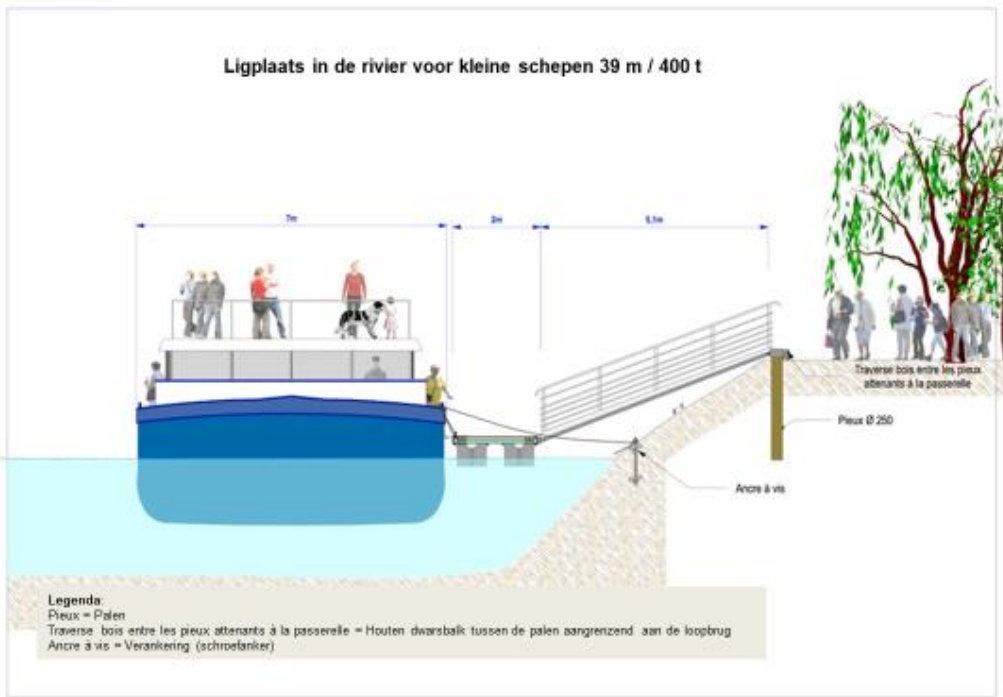 Ligplaats in de rivier voor kleine schepen 39 m / 400 t
7m
2m
5,1m
Traverse bois entre les pieux
attenants à la passerelle
Pieux Ø 250
Ancre à vis
Legenda:
Pieux = Palen
Traverse bois entre les pieux attenants à la passerelle = Houten dwarsbalk tussen de palen aangrenzend aan de loopbrug
Ancre à vis = Verankering (schroefanker)